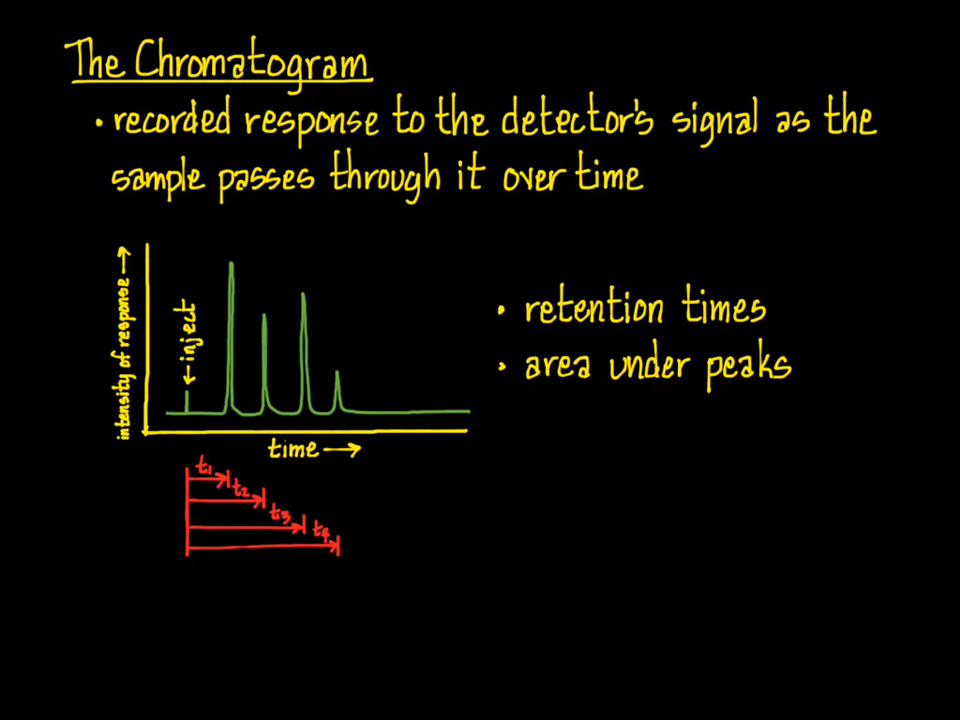 The Chromatogram
• recorded response to the detector's signal as the
sample passes through it over time
intensity of response →
← inject
time →
t1
t2
t3
t4
• retention times
• area under peaks